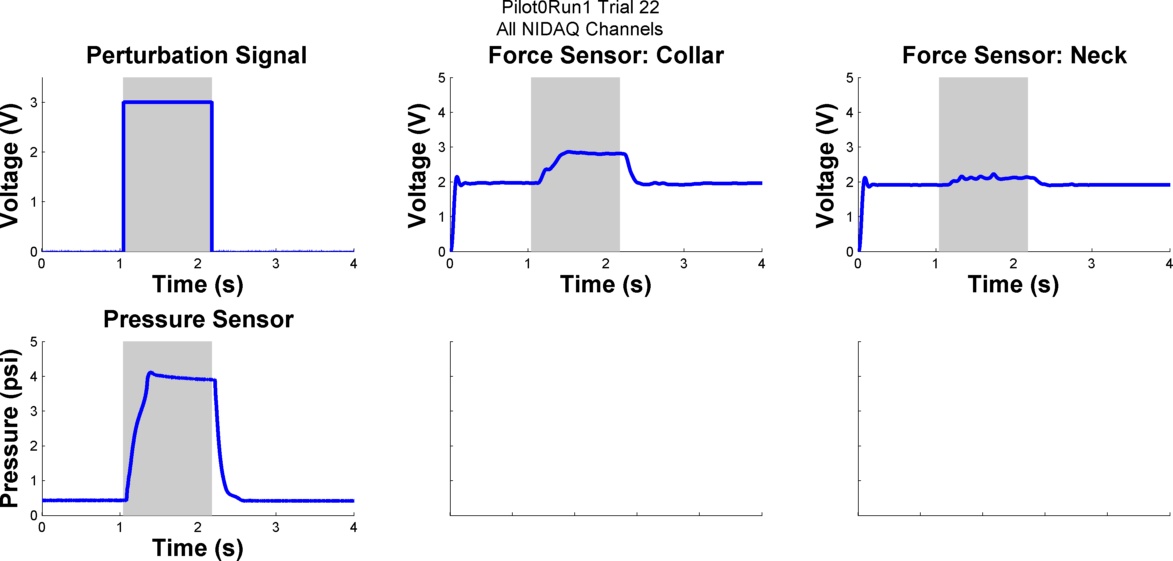 Pilot0Run1 Trial 22
All NIDAQ Channels
Perturbation Signal
Voltage (V)
3
2
1
0
0 1 2 3 4
Time (s)
Force Sensor: Collar
Voltage (V)
5
4
3
2
1
0
0 1 2 3 4
Time (s)
Force Sensor: Neck
Voltage (V)
5
4
3
2
1
0
0 1 2 3 4
Time (s)
Pressure Sensor
Pressure (psi)
5
4
3
2
1
0
0 1 2 3 4
Time (s)